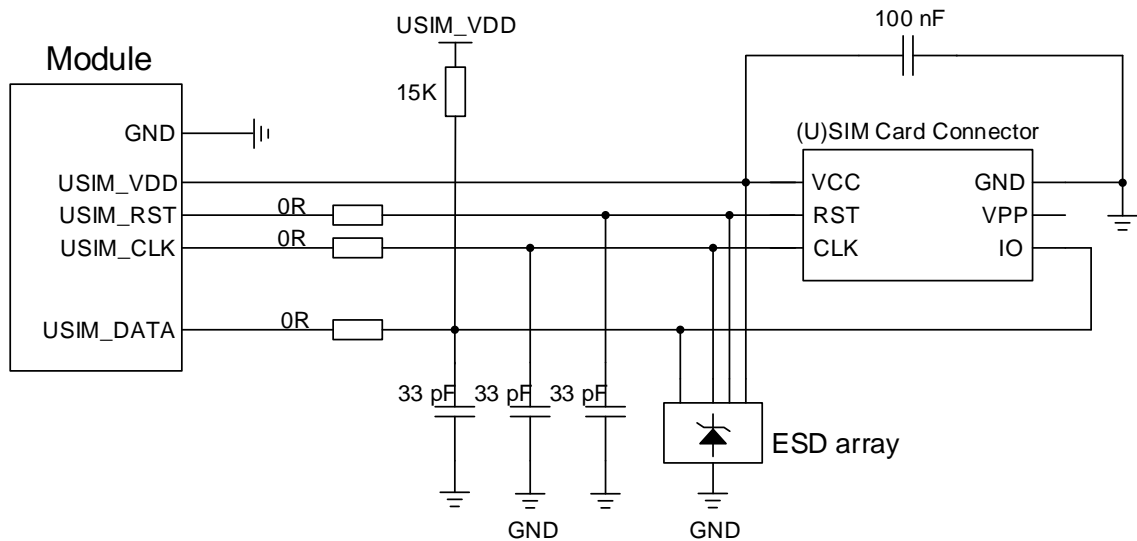 100 nF
USIM_VDD
Module
15K
(U)SIM Card Connector
GND
USIM_VDD
VCC
GND
USIM_RST
0R
RST
VPP
USIM_CLK
0R
CLK
IO
USIM_DATA
0R
33 pF
33 pF
33 pF
ESD array
GND
GND